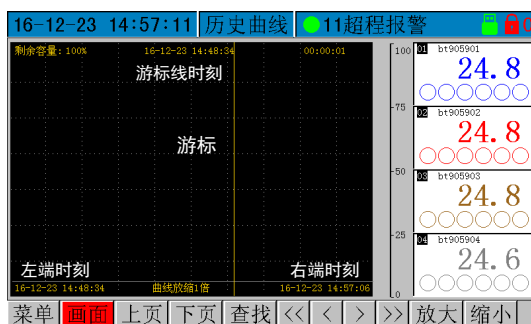 16-12-23 14:57:11 历史曲线 11超程报警 0
剩余容量:100% 16-12-23 14:48:34 00:00:01
游标线时刻
游标
左端时刻 右端时刻
16-12-23 14:48:34 曲线放缩1倍 16-12-23 14:57:06
100
75
50
25
0
01 bt905901
24.8
02 bt905902
24.8
03 bt905903
24.8
04 bt905904
24.6
菜单 画面 上页 下页 查找 << < > >> 放大 缩小